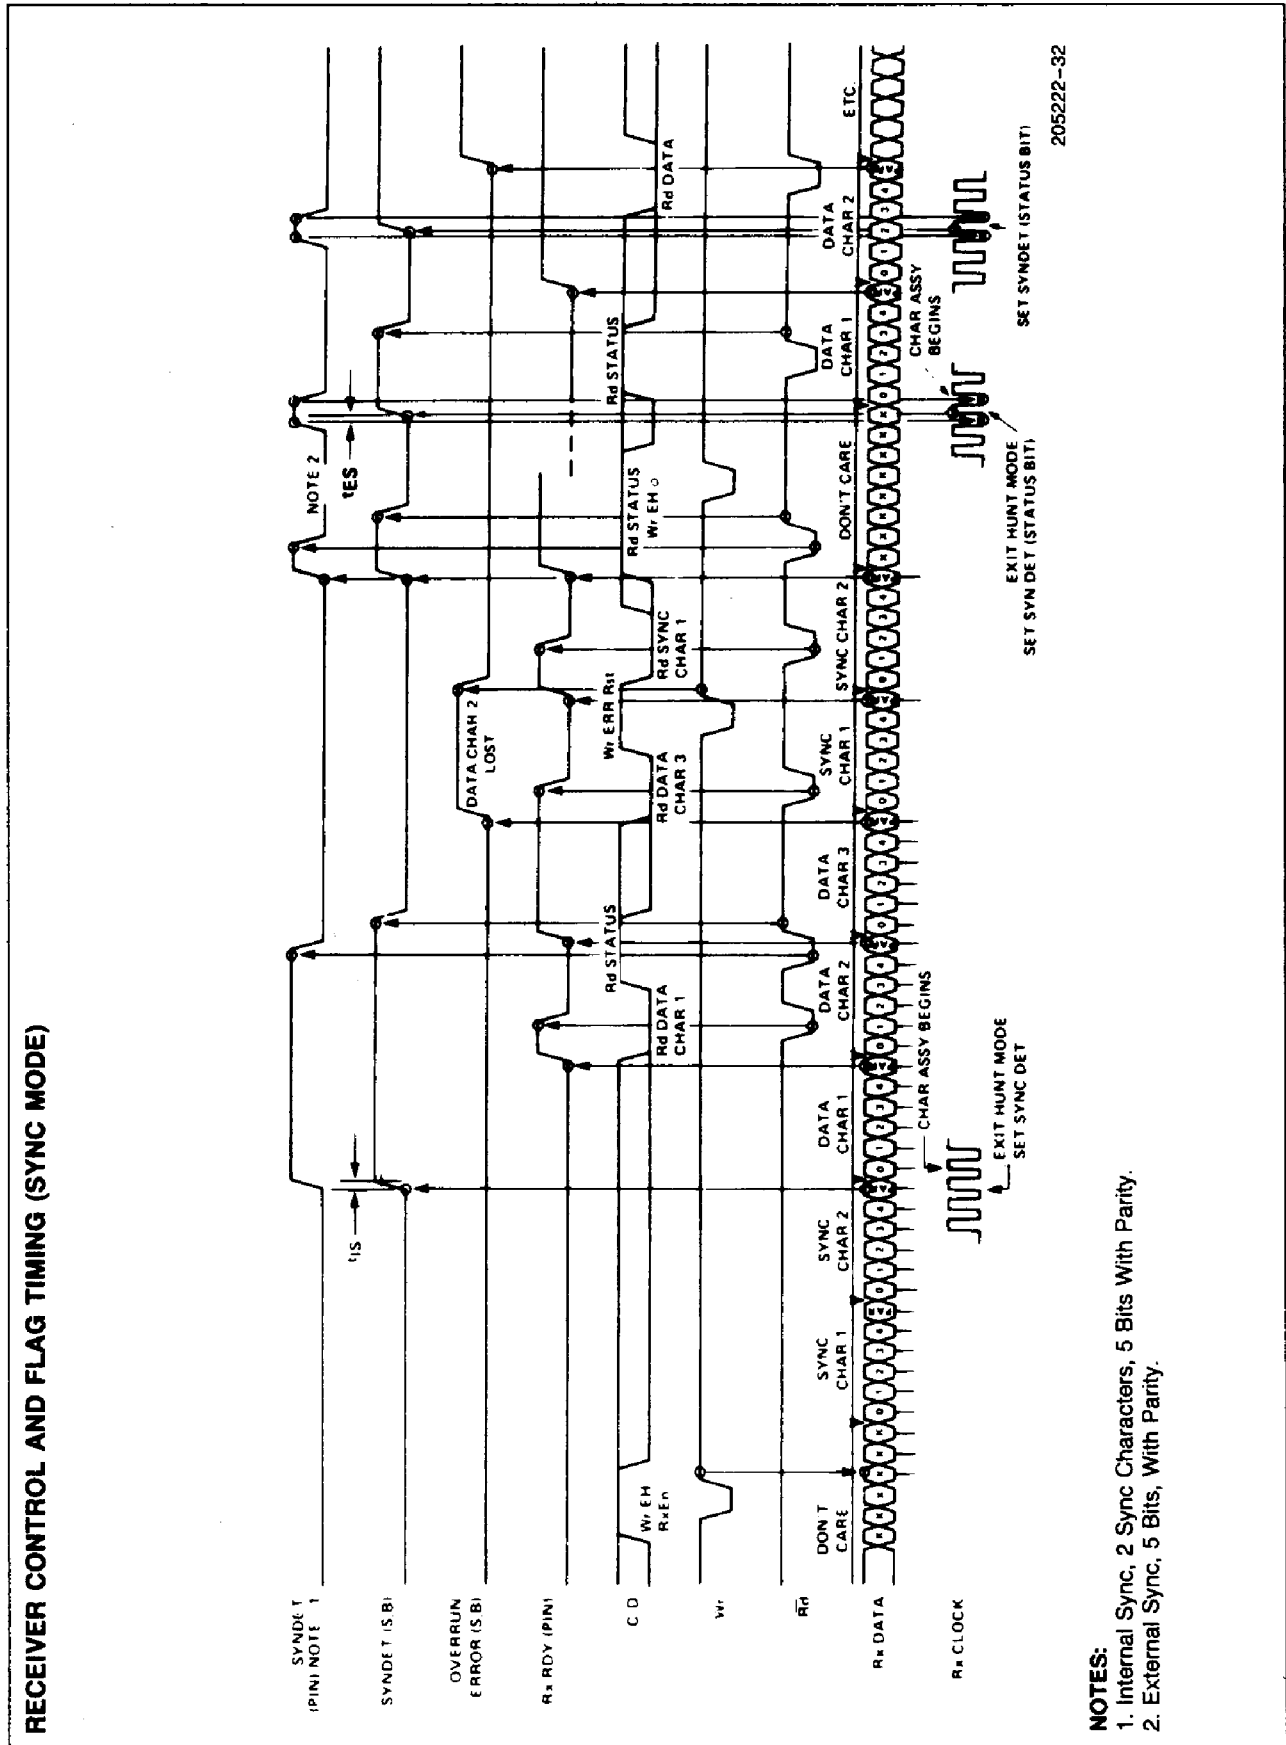 RECEIVER CONTROL AND FLAG TIMING (SYNC MODE)
SYNDET
(PIN) NOTE 1
tIS
NOTE 2
tES
SYNDET (S.B)
OVERRUN
ERROR (S.B)
DATA CHAR 2
LOST
Rx RDY (PIN)
C D
Wr EH
RxEn
Rd DATA
CHAR 1
Rd STATUS
Rd DATA
CHAR 3
Wr ERR Rst
Rd SYNC
CHAR 1
Rd STATUS
Wr EH
Rd STATUS
Rd DATA
Wr
Rd
DON'T
CARE
SYNC
CHAR 1
SYNC
CHAR 2
DATA
CHAR 1
DATA
CHAR 2
DATA
CHAR 3
SYNC
CHAR 1
SYNC CHAR 2
DON'T CARE
DATA
CHAR 1
DATA
CHAR 2
ETC.
Rx DATA
CHAR ASSY BEGINS
CHAR ASSY
BEGINS
Rx CLOCK
EXIT HUNT MODE
SET SYNC DET
EXIT HUNT MODE
SET SYN DET (STATUS BIT)
SET SYNDET (STATUS BIT)
205222-32
NOTES:
1. Internal Sync, 2 Sync Characters, 5 Bits With Parity.
2. External Sync, 5 Bits, With Parity.